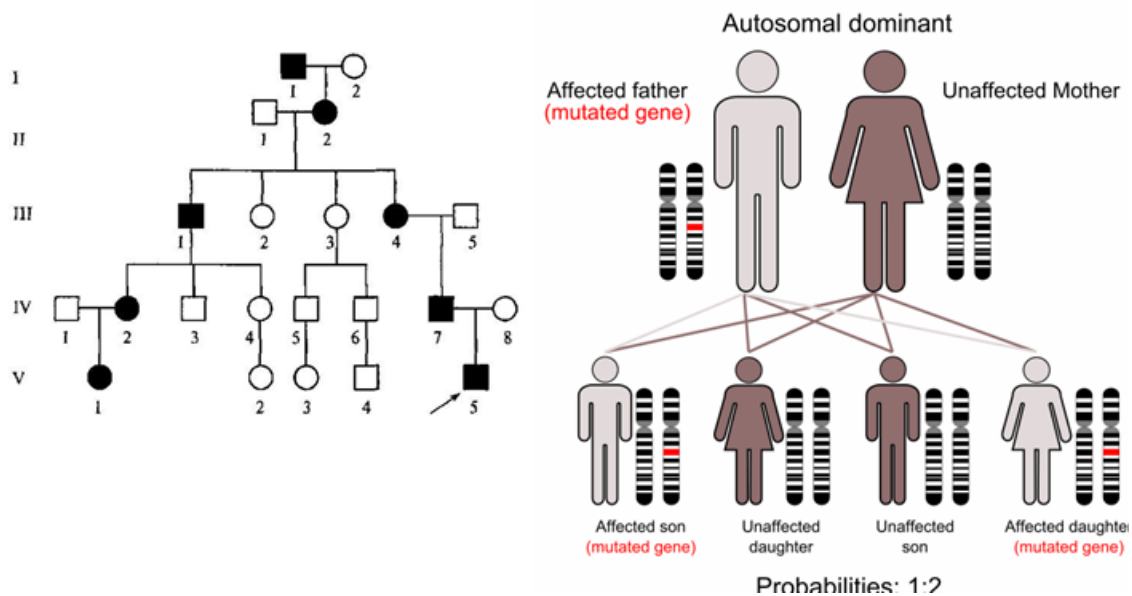 I
1
2
II
1
2
III
1
2
3
4
5
IV
1
2
3
4
5
6
7
8
V
1
2
3
4
5
Autosomal dominant
Affected father
(mutated gene)
Unaffected Mother
Affected son
(mutated gene)
Unaffected
daughter
Unaffected
son
Affected daughter
(mutated gene)
Probabilities: 1:2